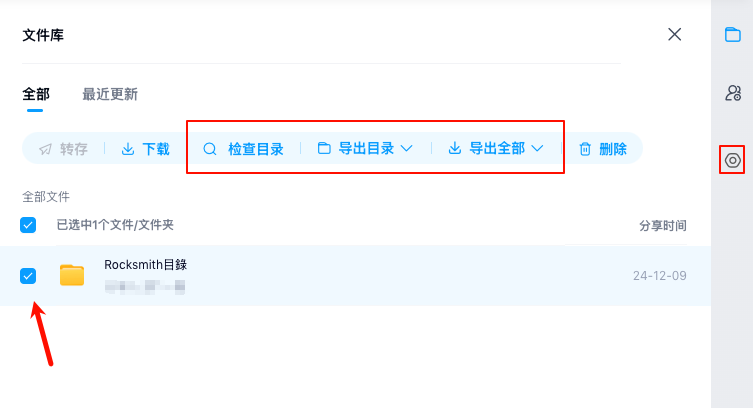 文件库
全部 最近更新
转存 下载 检查目录 导出目录 导出全部 删除
全部文件
已选中1个文件/文件夹 分享时间
Rocksmith目錄 24-12-09